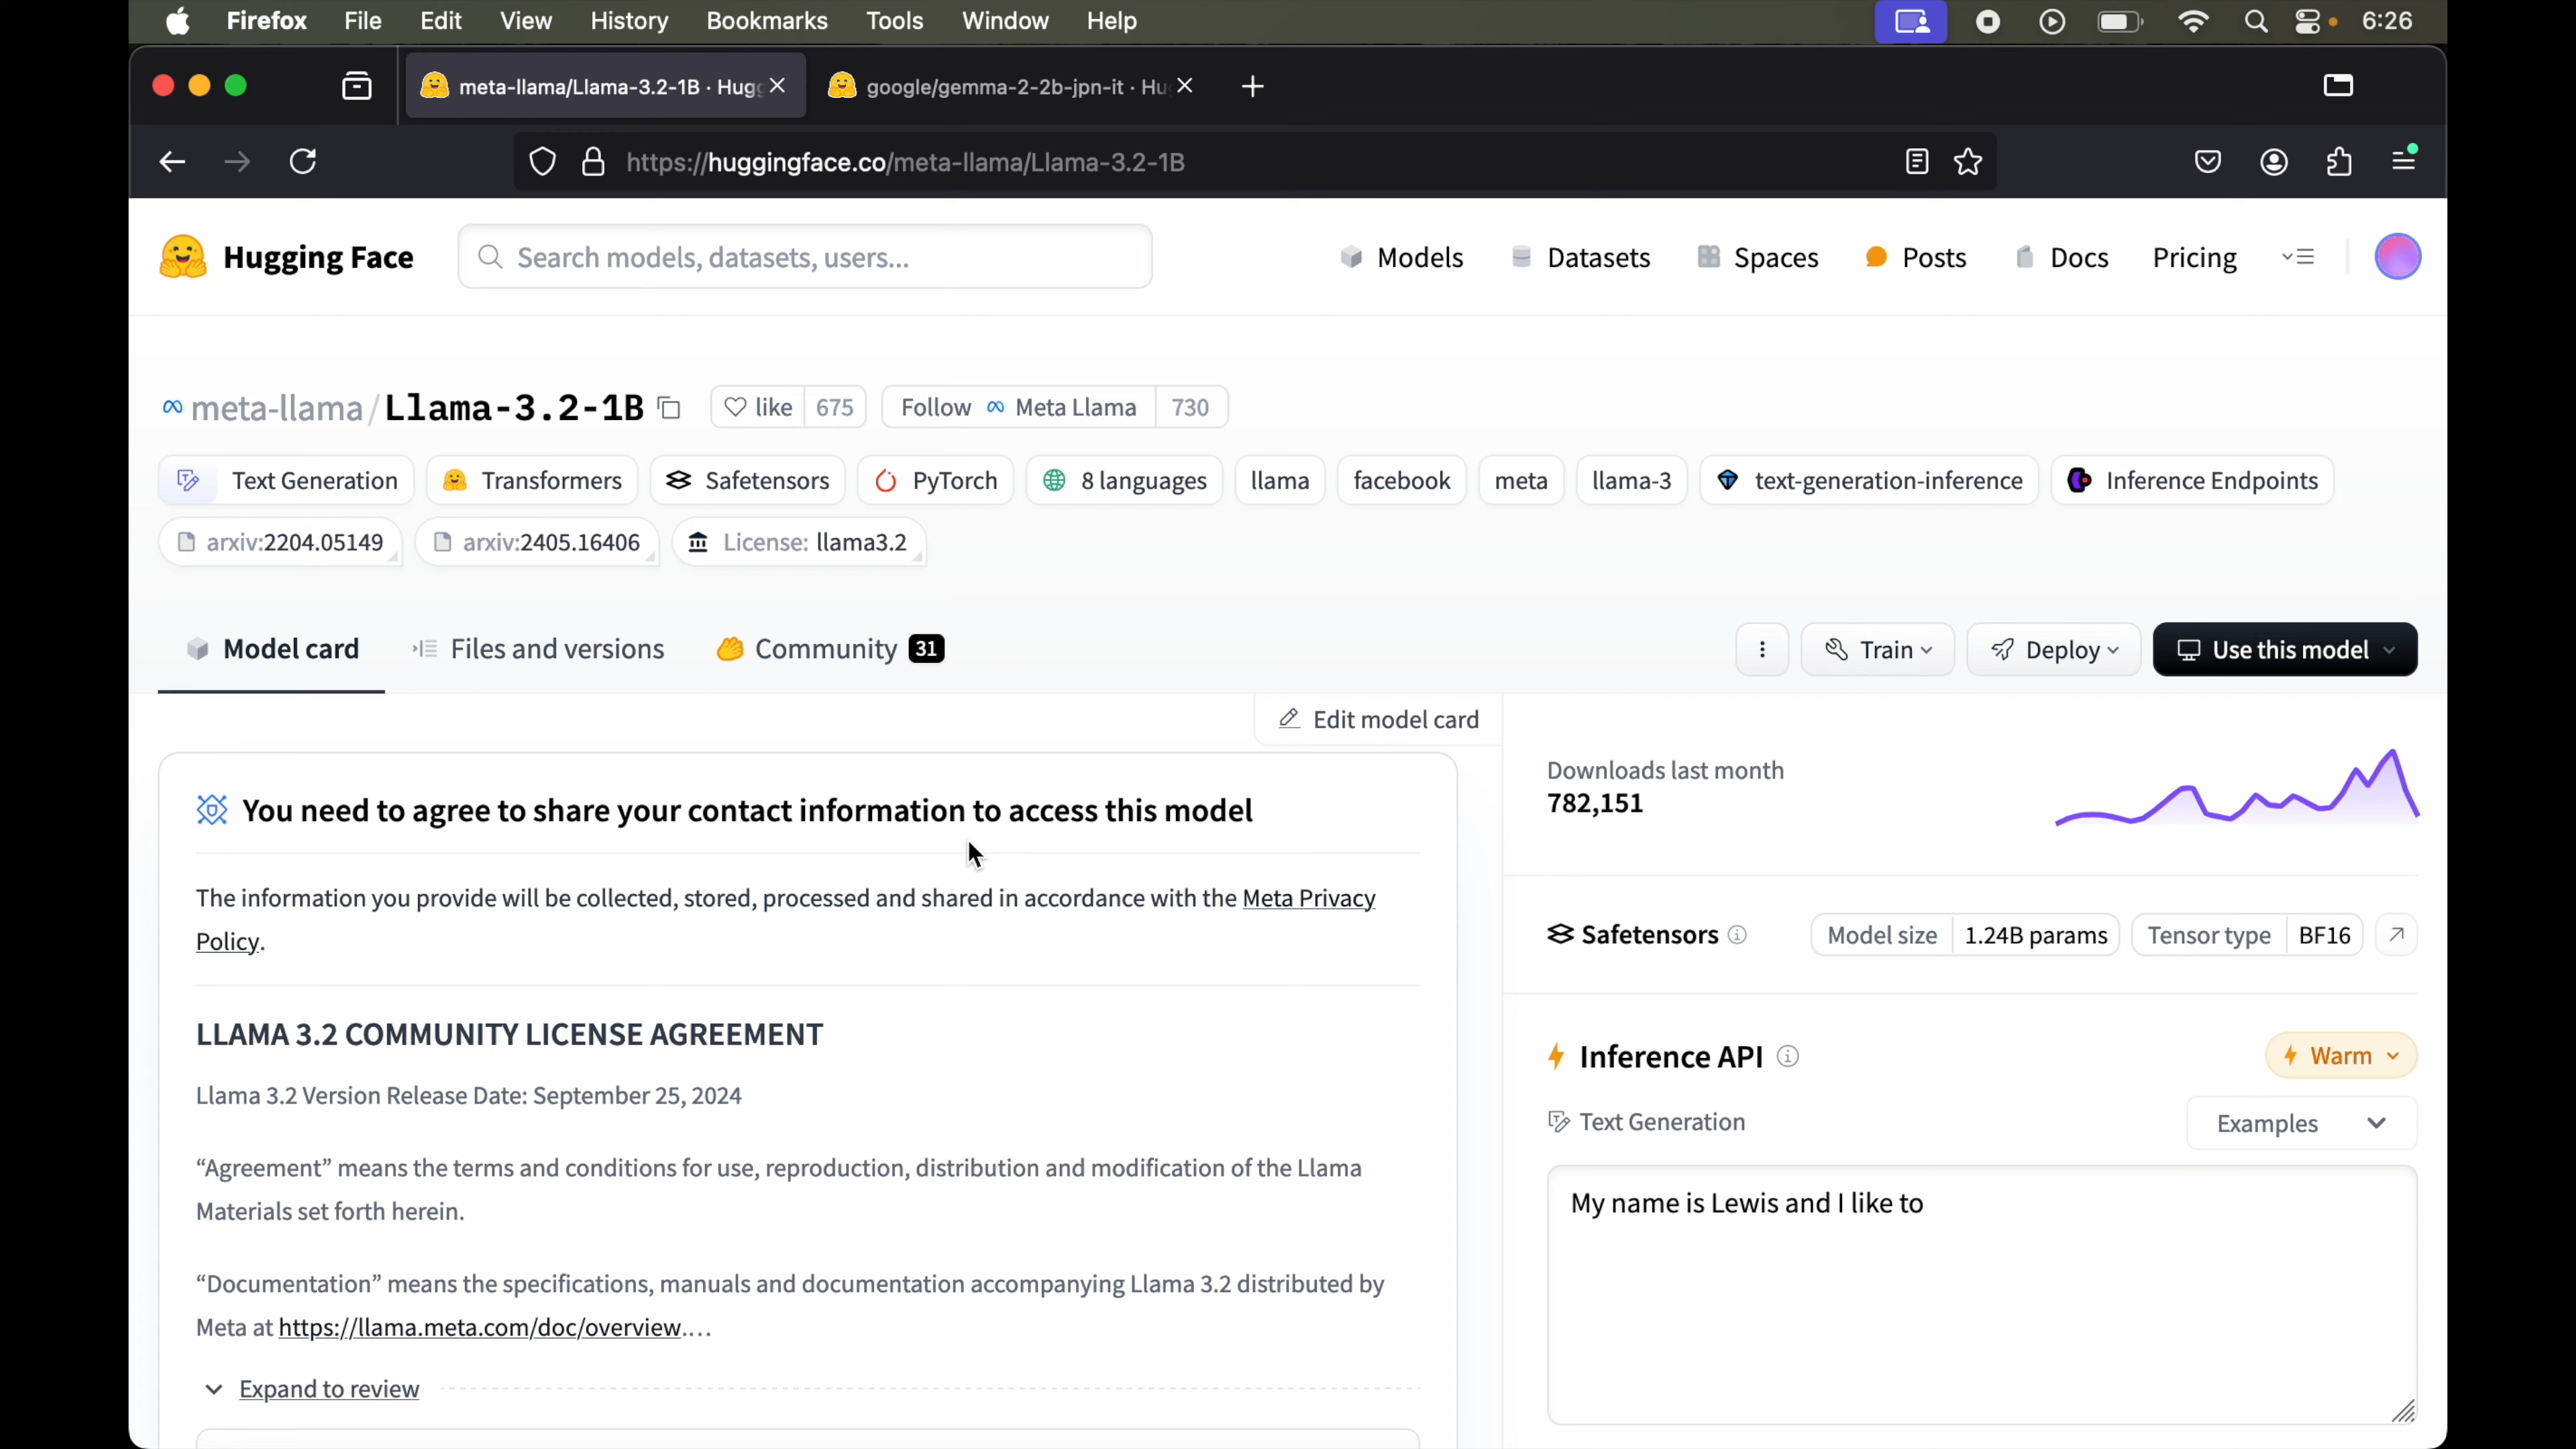 Firefox File Edit View History Bookmarks Tools Window Help 6:26
meta-llama/Llama-3.2-1B · Hugg google/gemma-2-2b-jpn-it · Hu
https://huggingface.co/meta-llama/Llama-3.2-1B
Hugging Face Search models, datasets, users... Models Datasets Spaces Posts Docs Pricing
meta-llama/Llama-3.2-1B like 675 Follow Meta Llama 730
Text Generation Transformers Safetensors PyTorch 8 languages llama facebook meta llama-3 text-generation-inference Inference Endpoints
arxiv:2204.05149 arxiv:2405.16406 License: llama3.2
Model card Files and versions Community 31 Train Deploy Use this model
Edit model card
You need to agree to share your contact information to access this model
The information you provide will be collected, stored, processed and shared in accordance with the Meta Privacy
Policy.
LLAMA 3.2 COMMUNITY LICENSE AGREEMENT
Llama 3.2 Version Release Date: September 25, 2024
“Agreement” means the terms and conditions for use, reproduction, distribution and modification of the Llama
Materials set forth herein.
“Documentation” means the specifications, manuals and documentation accompanying Llama 3.2 distributed by
Meta at https://llama.meta.com/doc/overview....
Expand to review
Downloads last month
782,151
Safetensors Model size 1.24B params Tensor type BF16
Inference API Warm
Text Generation Examples
My name is Lewis and I like to